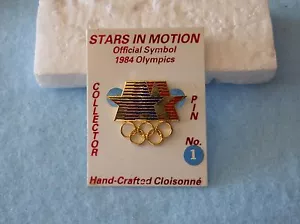 STARS IN MOTION
Official Symbol
1984 Olympics
COLLECTOR
PIN
No.
1
Hand-Crafted Cloisonné